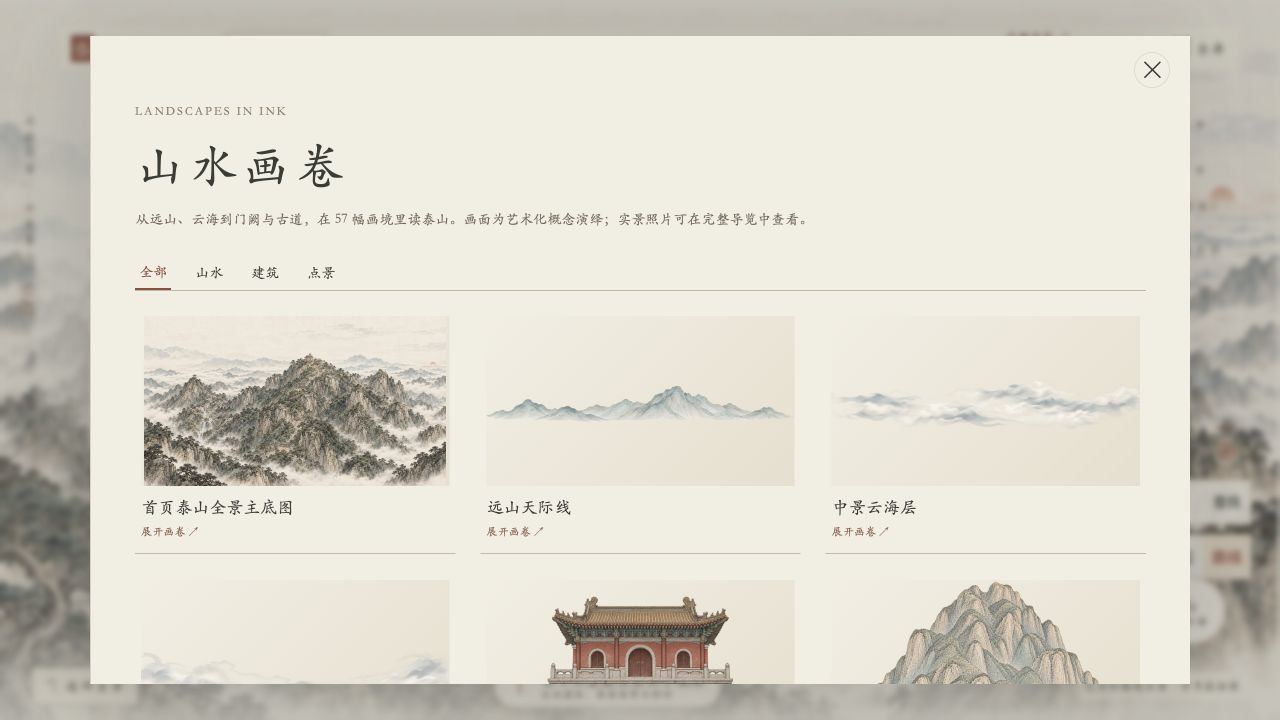 LANDSCAPES IN INK
山水画卷
从远山、云海到门阙与古道，在 57 幅画境里读泰山。画面为艺术化概念演绎；实景照片可在完整导览中查看。
全部 山水 建筑 点景
首页泰山全景主底图 远山天际线 中景云海层
展开画卷↗ 展开画卷↗ 展开画卷↗